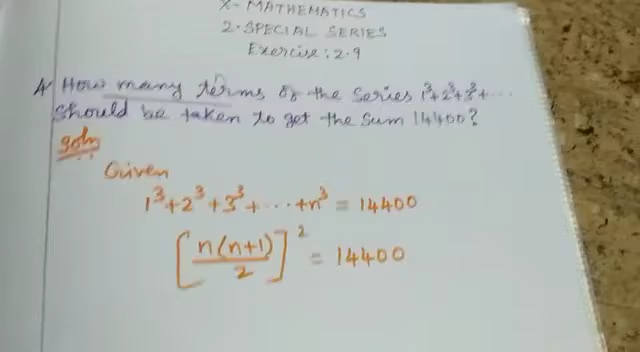 X- MATHEMATICS
2. SPECIAL SERIES
Exercise: 2.9
4. How many terms of the series 1³+2³+3³+...
should be taken to get the sum 14400?
Soln
Given
1³+2³+3³+...+n³ = 14400
[n(n+1)/2]² = 14400